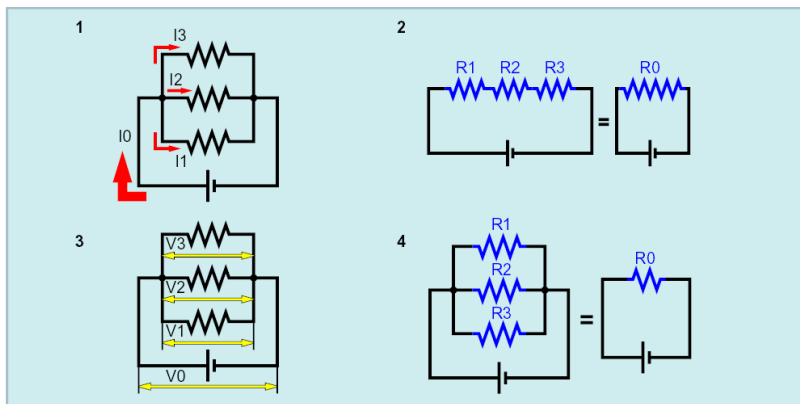 1
I3
I2
I0
I1
2
R1 R2 R3
=
R0
3
V3
V2
V1
V0
4
R1
R2
R3
=
R0